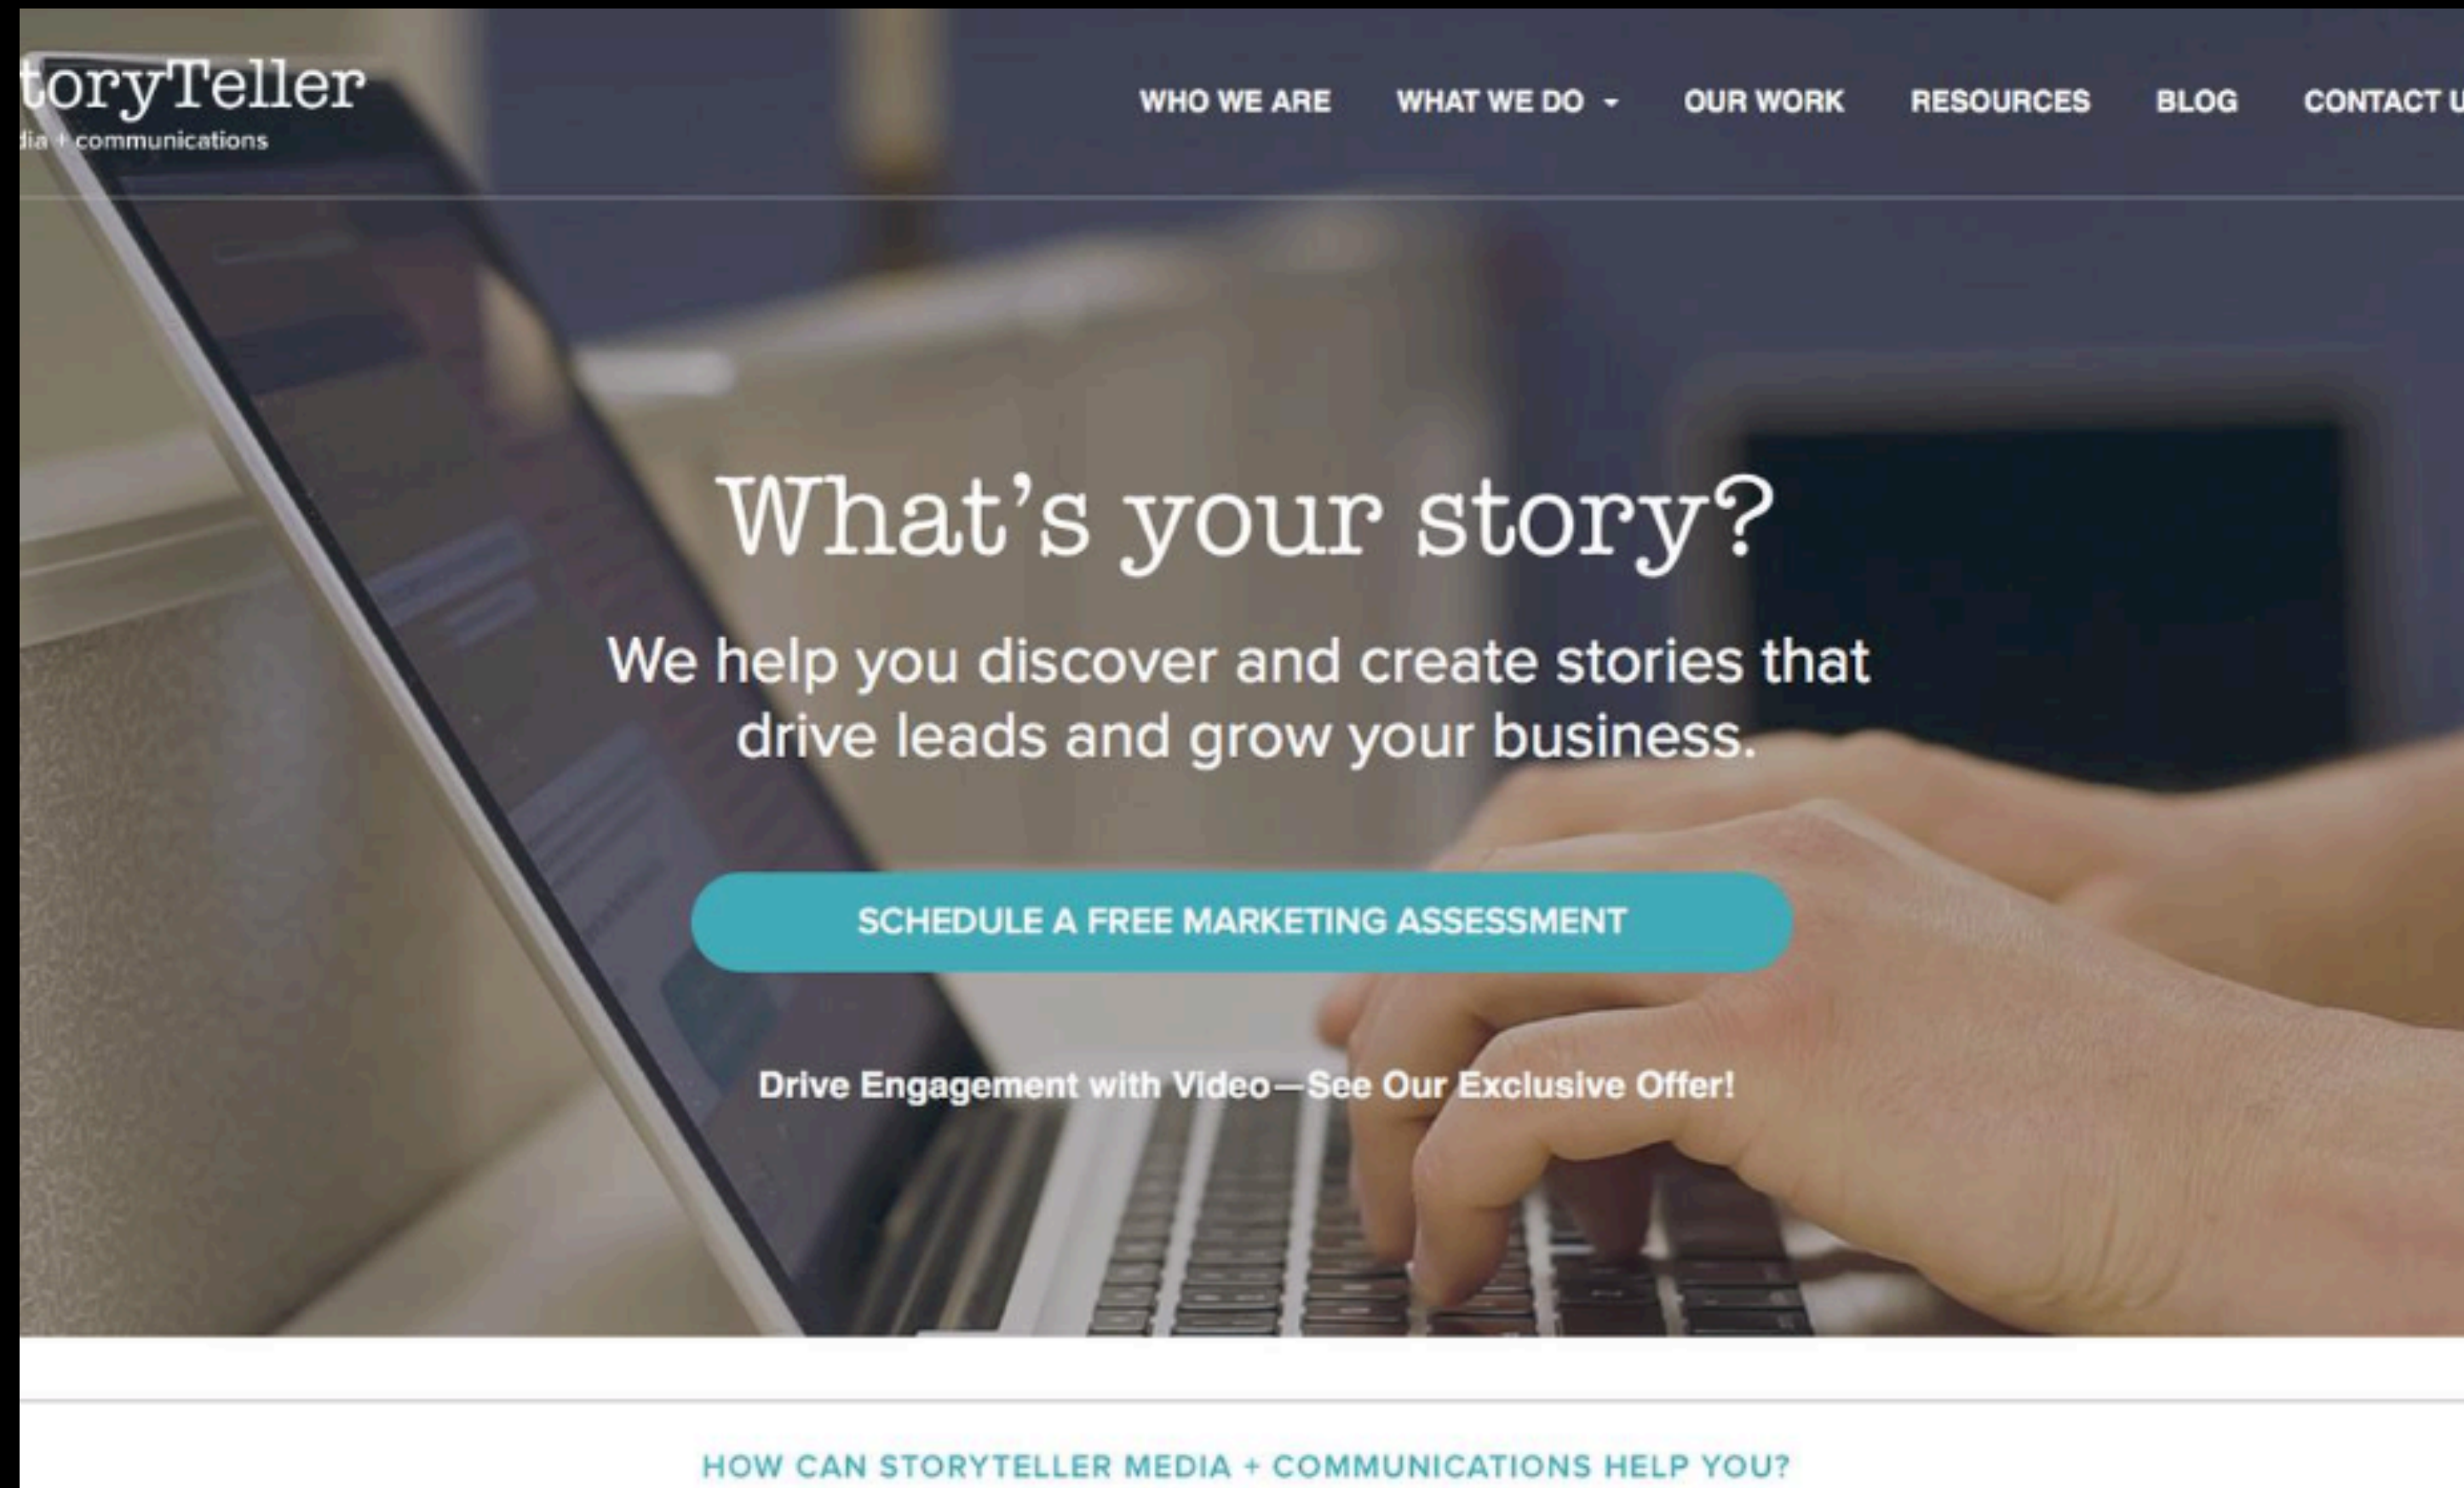 toryTeller
dia + communications
WHO WE ARE WHAT WE DO OUR WORK RESOURCES BLOG CONTACT U
What's your story?
We help you discover and create stories that
drive leads and grow your business.
SCHEDULE A FREE MARKETING ASSESSMENT
Drive Engagement with Video—See Our Exclusive Offer!
HOW CAN STORYTELLER MEDIA + COMMUNICATIONS HELP YOU?